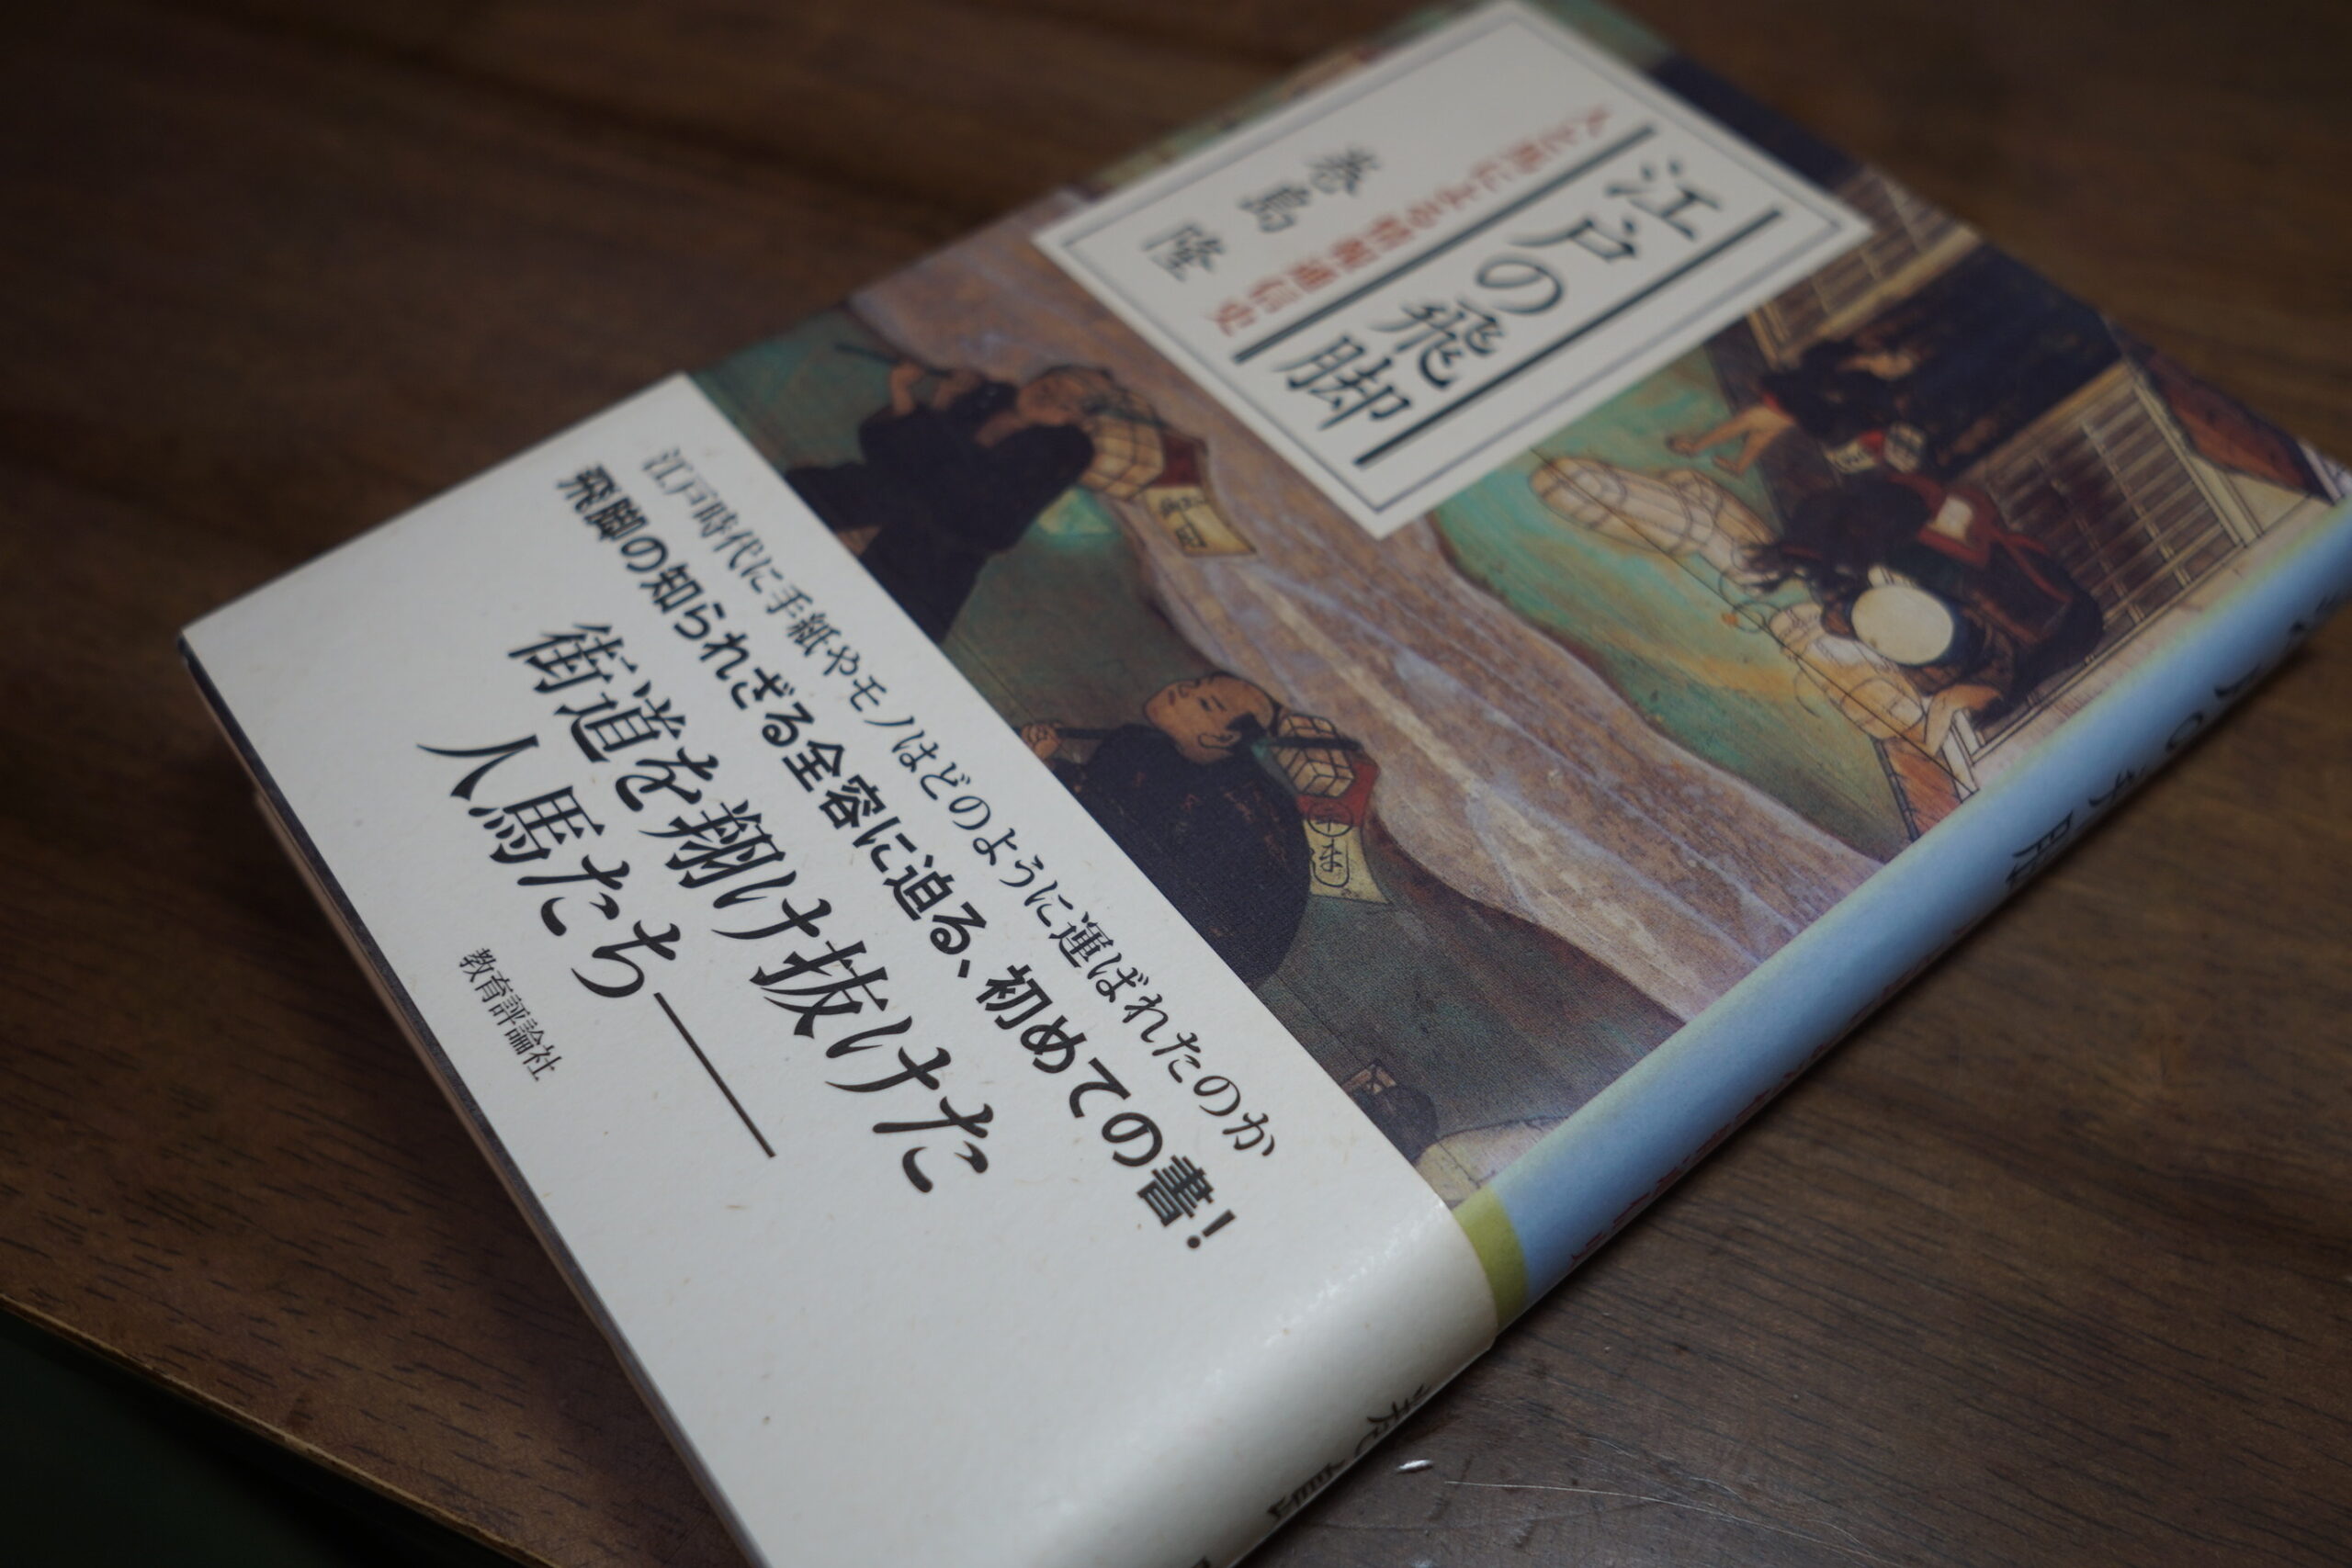 江戸の飛脚
人と馬による情報通信史
巻島 隆
江戸時代に手紙やモノはどのように運ばれたのか
飛脚の知られざる全容に迫る、初めての書!
街道を翔け抜けた
人馬たち――
教育評論社